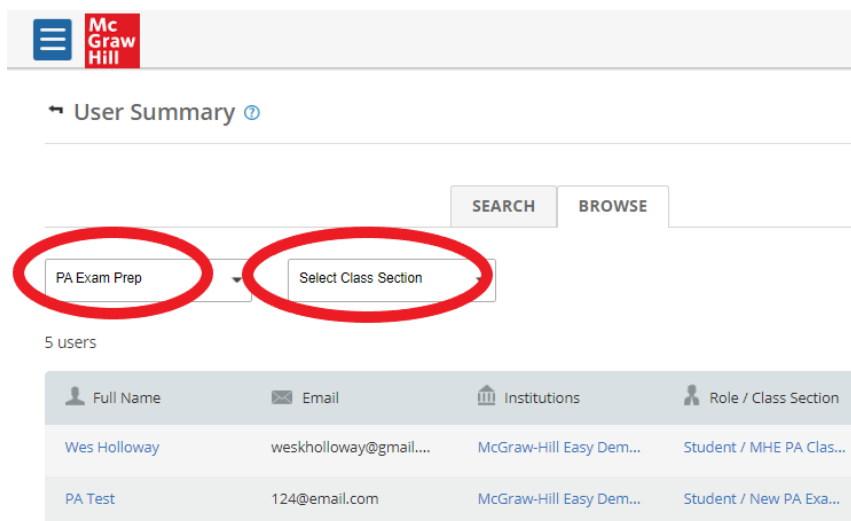 Mc
Graw
Hill
User Summary ?
SEARCH BROWSE
PA Exam Prep Select Class Section
5 users
Full Name Email Institutions Role / Class Section
Wes Holloway weskholloway@gmail.... McGraw-Hill Easy Dem... Student / MHE PA Clas...
PA Test 124@email.com McGraw-Hill Easy Dem... Student / New PA Exa...